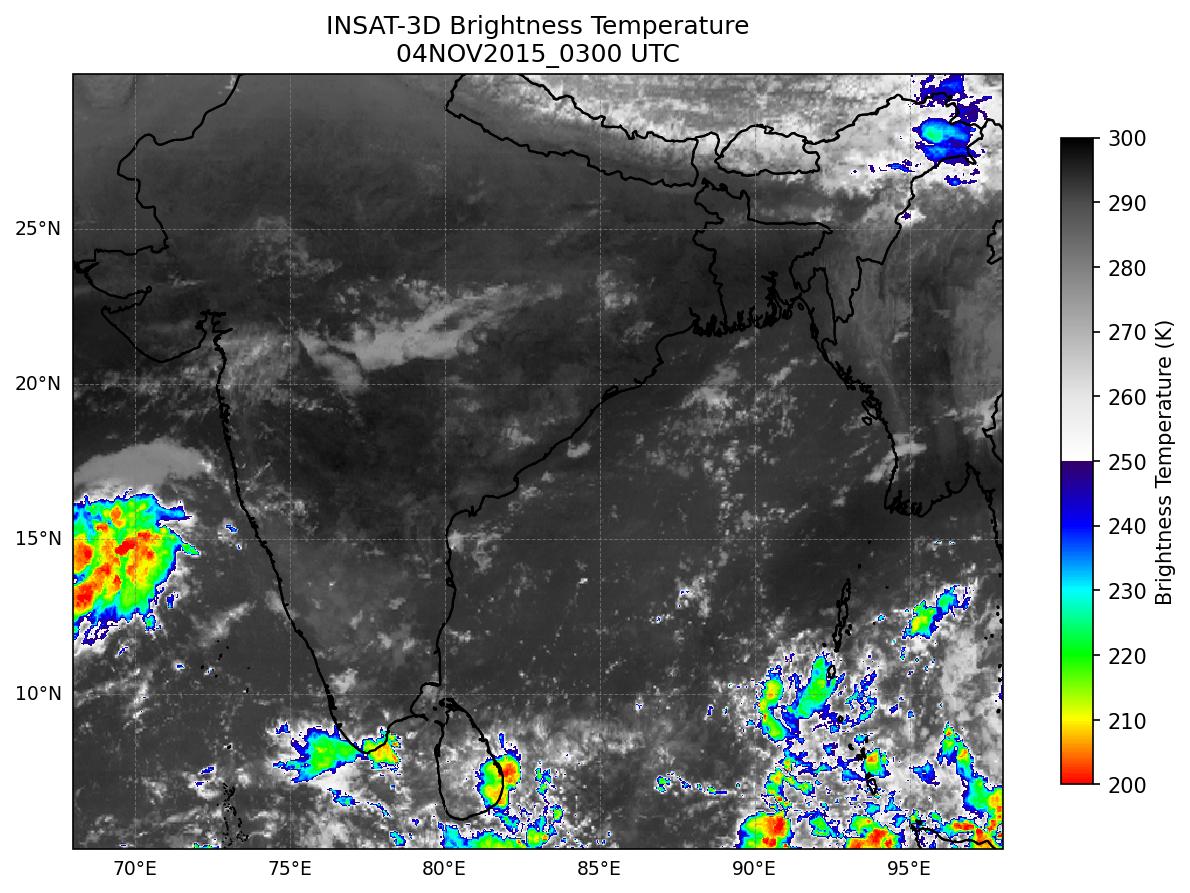 INSAT-3D Brightness Temperature
04NOV2015_0300 UTC
25°N
20°N
15°N
10°N
70°E
75°E
80°E
85°E
90°E
95°E
300
290
280
270
260
250
240
230
220
210
200
Brightness Temperature (K)